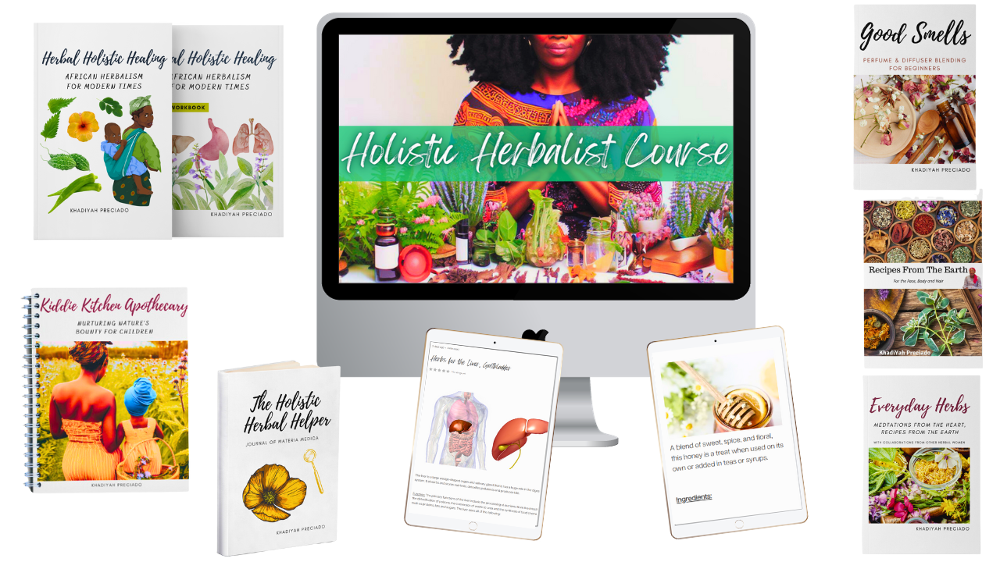 Herbal Holistic Healing
AFRICAN HERBALISM
FOR MODERN TIMES
KHADIYAH PRECIADO
al Holistic Healing
AFRICAN HERBALISM
FOR MODERN TIMES
WORKBOOK
KHADIYAH PRECIADO
Holistic Herbalist Course
Good Smells
PERFUME & DIFFUSER BLENDING
FOR BEGINNERS
KHADIYAH PRECIADO
Recipes From The Earth
For the Face, Body and Hair
KhadiYah Preciado
Kiddie Kitchen Apothecary
NURTURING NATURE'S
BOUNTY FOR CHILDREN
KHADIYAH PRECIADO
The Holistic
Herbal Helper
JOURNAL OF MATERIA MEDICA
KHADIYAH PRECIADO
Herbs for the Liver, Gallbladder
A blend of sweet, spice, and floral,
this honey is a treat when used on its
own or added in teas or syrups.
Ingredients:
Everyday Herbs
MEDTATIONS FROM THE HEART,
RECIPES FROM THE EARTH
WITH COLLABORATIONS FROM OTHER HERBAL WOMEN
KHADIYAH PRECIADO